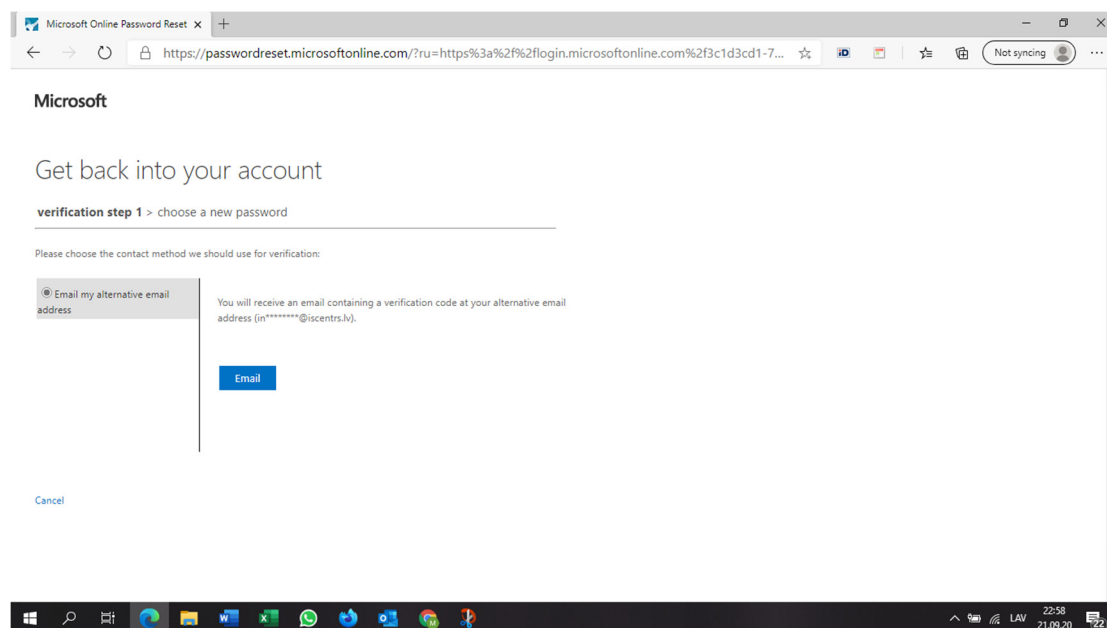 Microsoft Online Password Reset
https://passwordreset.microsoftonline.com/?ru=https%3a%2f%2flogin.microsoftonline.com%2f3c1d3cd1-7...
iD
Not syncing
Microsoft
Get back into your account
verification step 1 > choose a new password
Please choose the contact method we should use for verification:
Email my alternative email
address
You will receive an email containing a verification code at your alternative email
address (in********@iscentrs.lv).
Email
Cancel
LAV
22:58
21.09.20
22